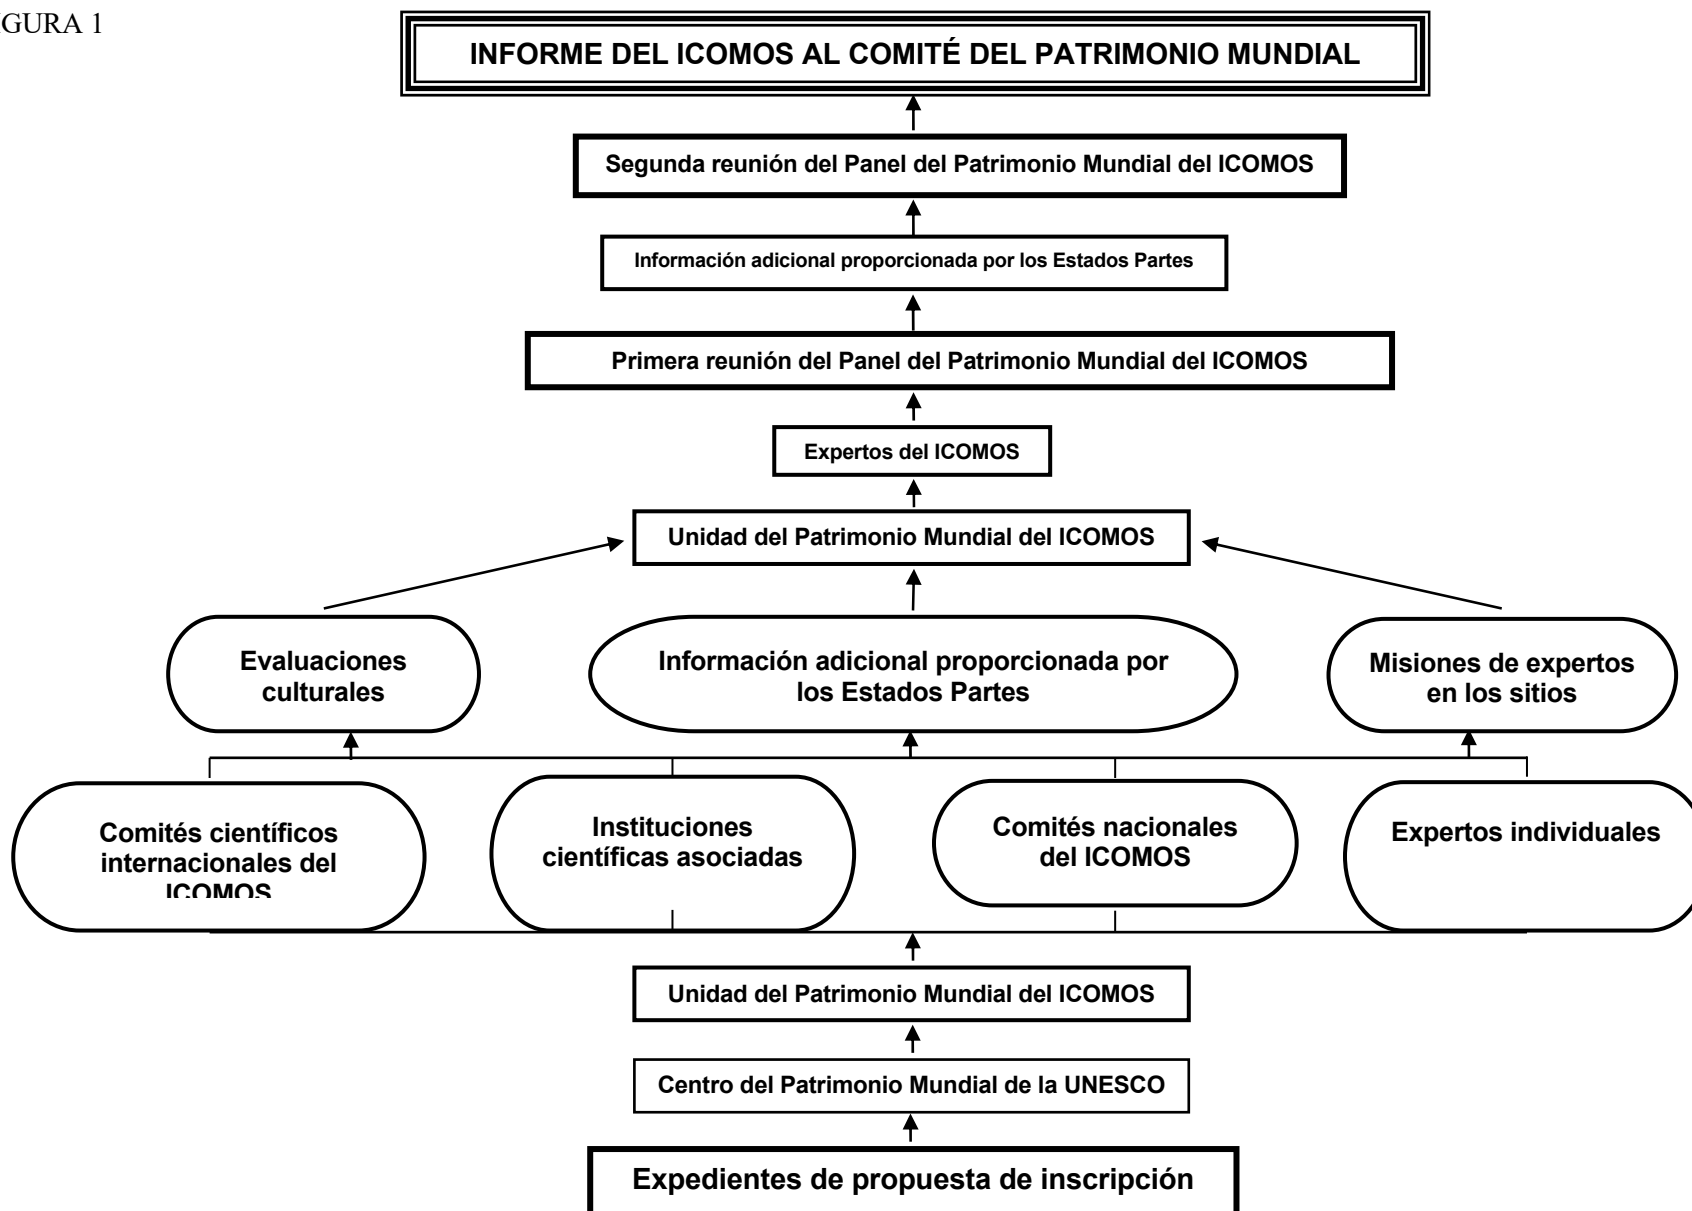 IGURA 1
INFORME DEL ICOMOS AL COMITÉ DEL PATRIMONIO MUNDIAL
Segunda reunión del Panel del Patrimonio Mundial del ICOMOS
Información adicional proporcionada por los Estados Partes
Primera reunión del Panel del Patrimonio Mundial del ICOMOS
Expertos del ICOMOS
Unidad del Patrimonio Mundial del ICOMOS
Evaluaciones
culturales
Información adicional proporcionada por
los Estados Partes
Misiones de expertos
en los sitios
Comités científicos
internacionales del
ICOMOS
Instituciones
científicas asociadas
Comités nacionales
del ICOMOS
Expertos individuales
Unidad del Patrimonio Mundial del ICOMOS
Centro del Patrimonio Mundial de la UNESCO
Expedientes de propuesta de inscripción